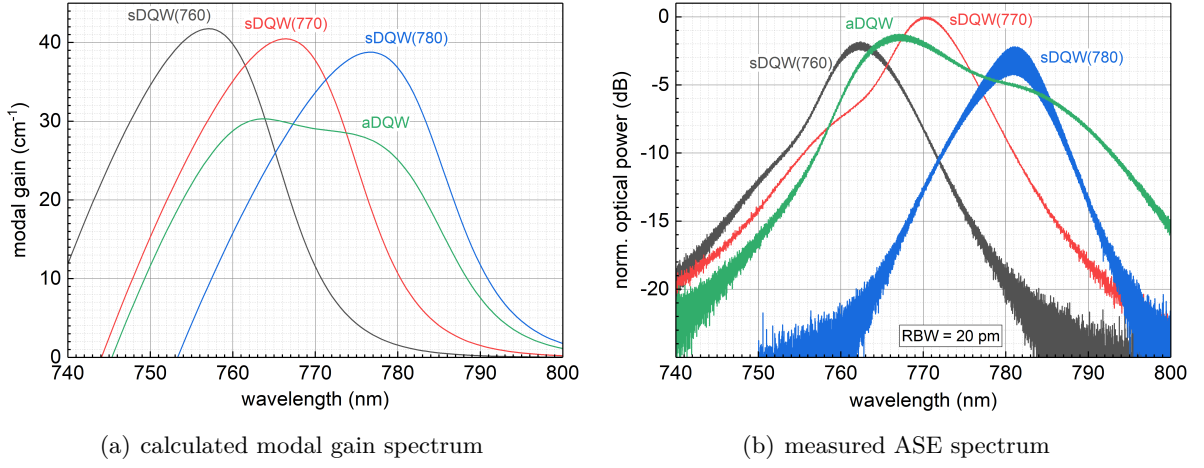 sDQW(760)
sDQW(770)
sDQW(780)
aDQW
40
30
20
10
0
modal gain (cm⁻¹)
740 750 760 770 780 790 800
wavelength (nm)
(a) calculated modal gain spectrum
aDQW
sDQW(770)
sDQW(760)
sDQW(780)
0
-5
-10
-15
-20
norm. optical power (dB)
RBW = 20 pm
740 750 760 770 780 790 800
wavelength (nm)
(b) measured ASE spectrum